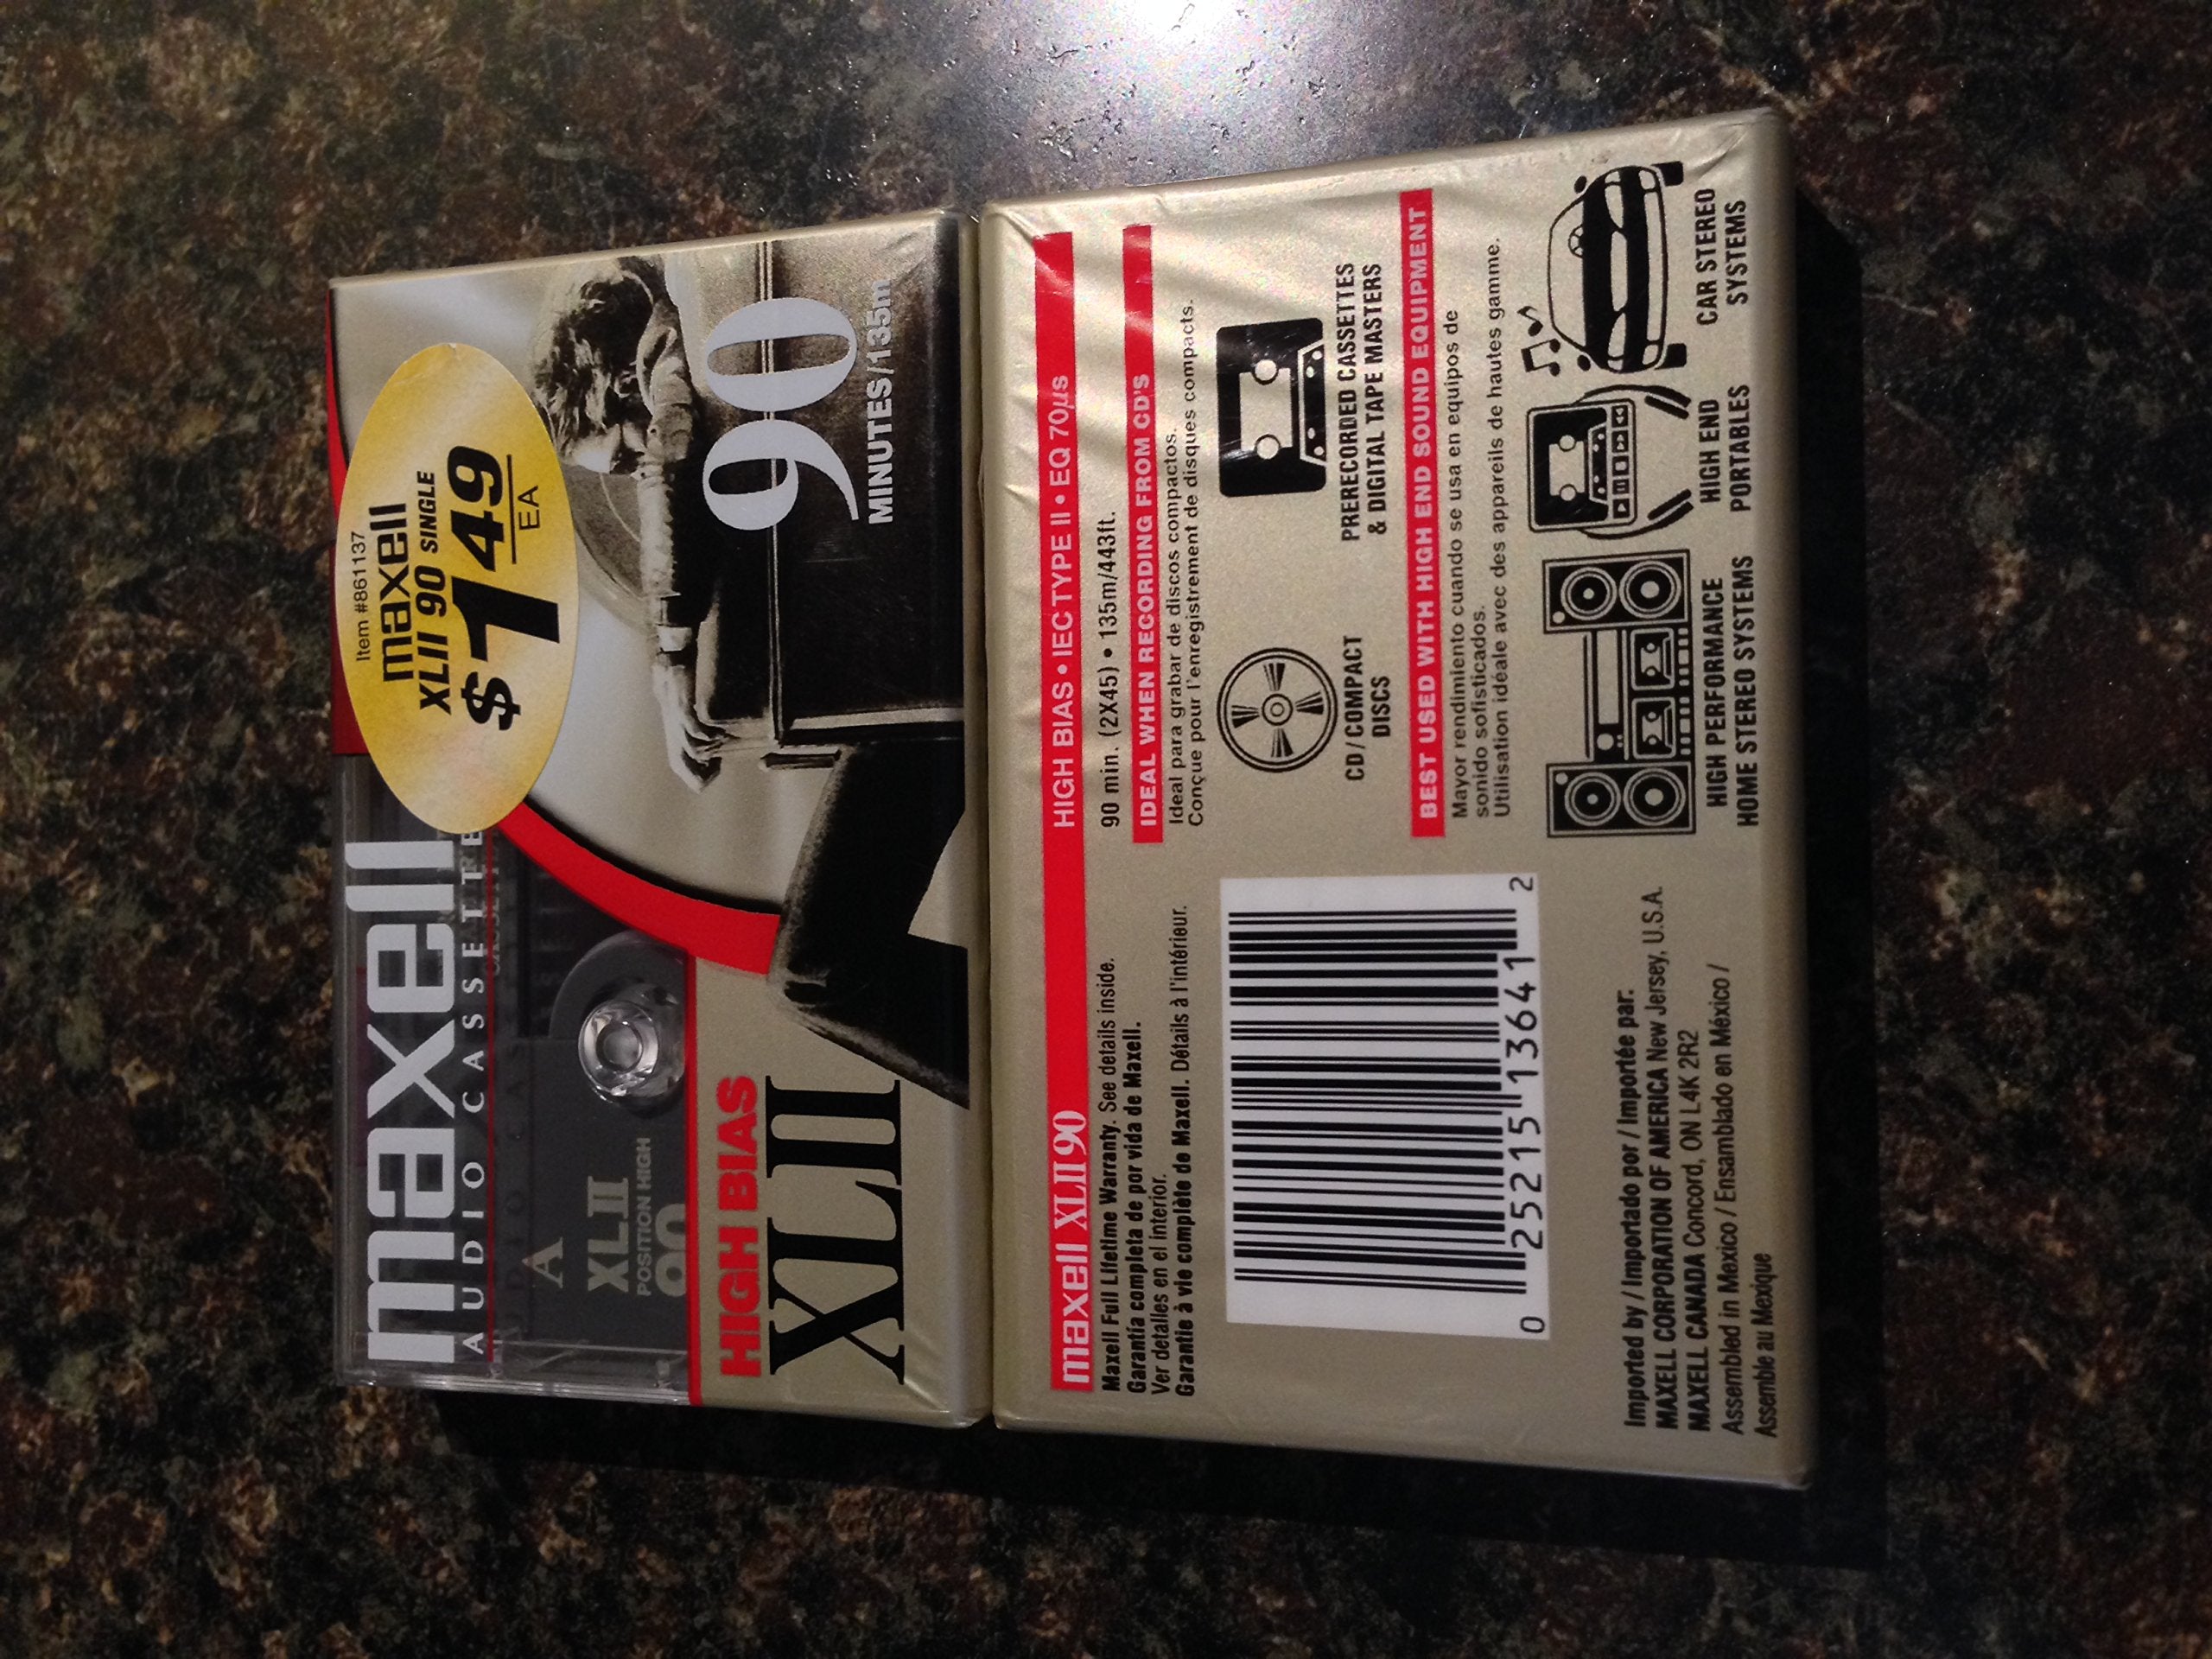 Item #861137
maxell
XLII 90 SINGLE
$149
EA
maxell
AUDIO CASSETTE
A
XLII
POSITION HIGH
90
HIGH BIAS
XLII
90
MINUTES/135m
maxell XLII 90 HIGH BIAS • IEC TYPE II • EQ 70µs
Maxell Full Lifetime Warranty. See details inside.
Garantía completa de por vida de Maxell.
Ver detalles en el interior.
Garantie à vie complète de Maxell. Détails à l'intérieur.
0 25215 13641 2
Imported by / Importado por / Importée par:
MAXELL CORPORATION OF AMERICA New Jersey, U.S.A.
MAXELL CANADA Concord, ON L4K 2R2
Assembled in Mexico / Ensamblado en México /
Assemble au Mexique
90 min. (2X45) • 135m/443ft.
IDEAL WHEN RECORDING FROM CD'S
Ideal para grabar de discos compactos.
Conçue pour l'enregistrement de disques compacts.
CD/COMPACT
DISCS
PRERECORDED CASSETTES
& DIGITAL TAPE MASTERS
BEST USED WITH HIGH END SOUND EQUIPMENT
Mayor rendimiento cuando se usa en equipos de
sonido sofisticados.
Utilisation idéale avec des appareils de hautes gamme.
HIGH PERFORMANCE
HOME STEREO SYSTEMS
HIGH END
PORTABLES
CAR STEREO
SYSTEMS